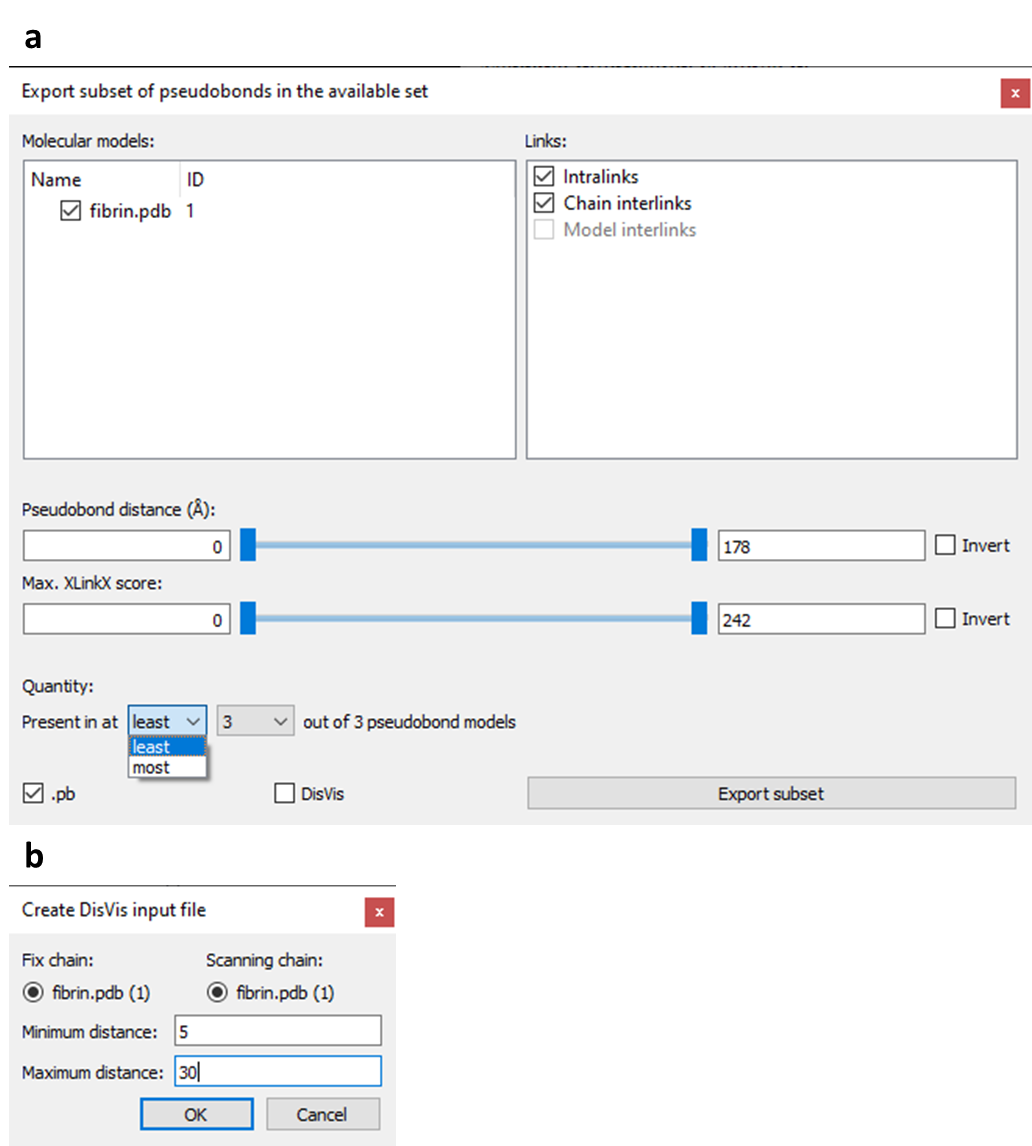 a
Export subset of pseudobonds in the available set
x
Molecular models:
Links:
Name ID
fibrin.pdb 1
Intralinks
Chain interlinks
Model interlinks
Pseudobond distance (Å):
0 178 Invert
Max. XLinkX score:
0 242 Invert
Quantity:
Present in at least 3 out of 3 pseudobond models
least
most
.pb DisVis Export subset
b
Create DisVis input file
x
Fix chain: Scanning chain:
fibrin.pdb (1) fibrin.pdb (1)
Minimum distance: 5
Maximum distance: 30
OK Cancel